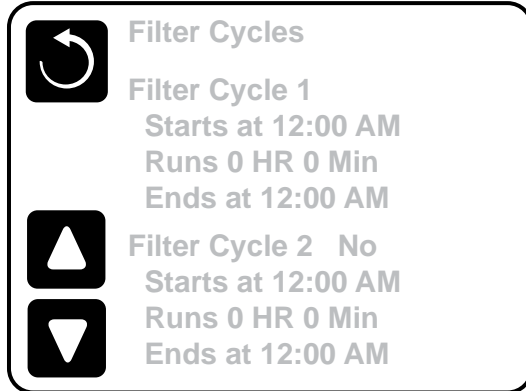 Filter Cycles
Filter Cycle 1
Starts at 12:00 AM
Runs 0 HR 0 Min
Ends at 12:00 AM
Filter Cycle 2 No
Starts at 12:00 AM
Runs 0 HR 0 Min
Ends at 12:00 AM